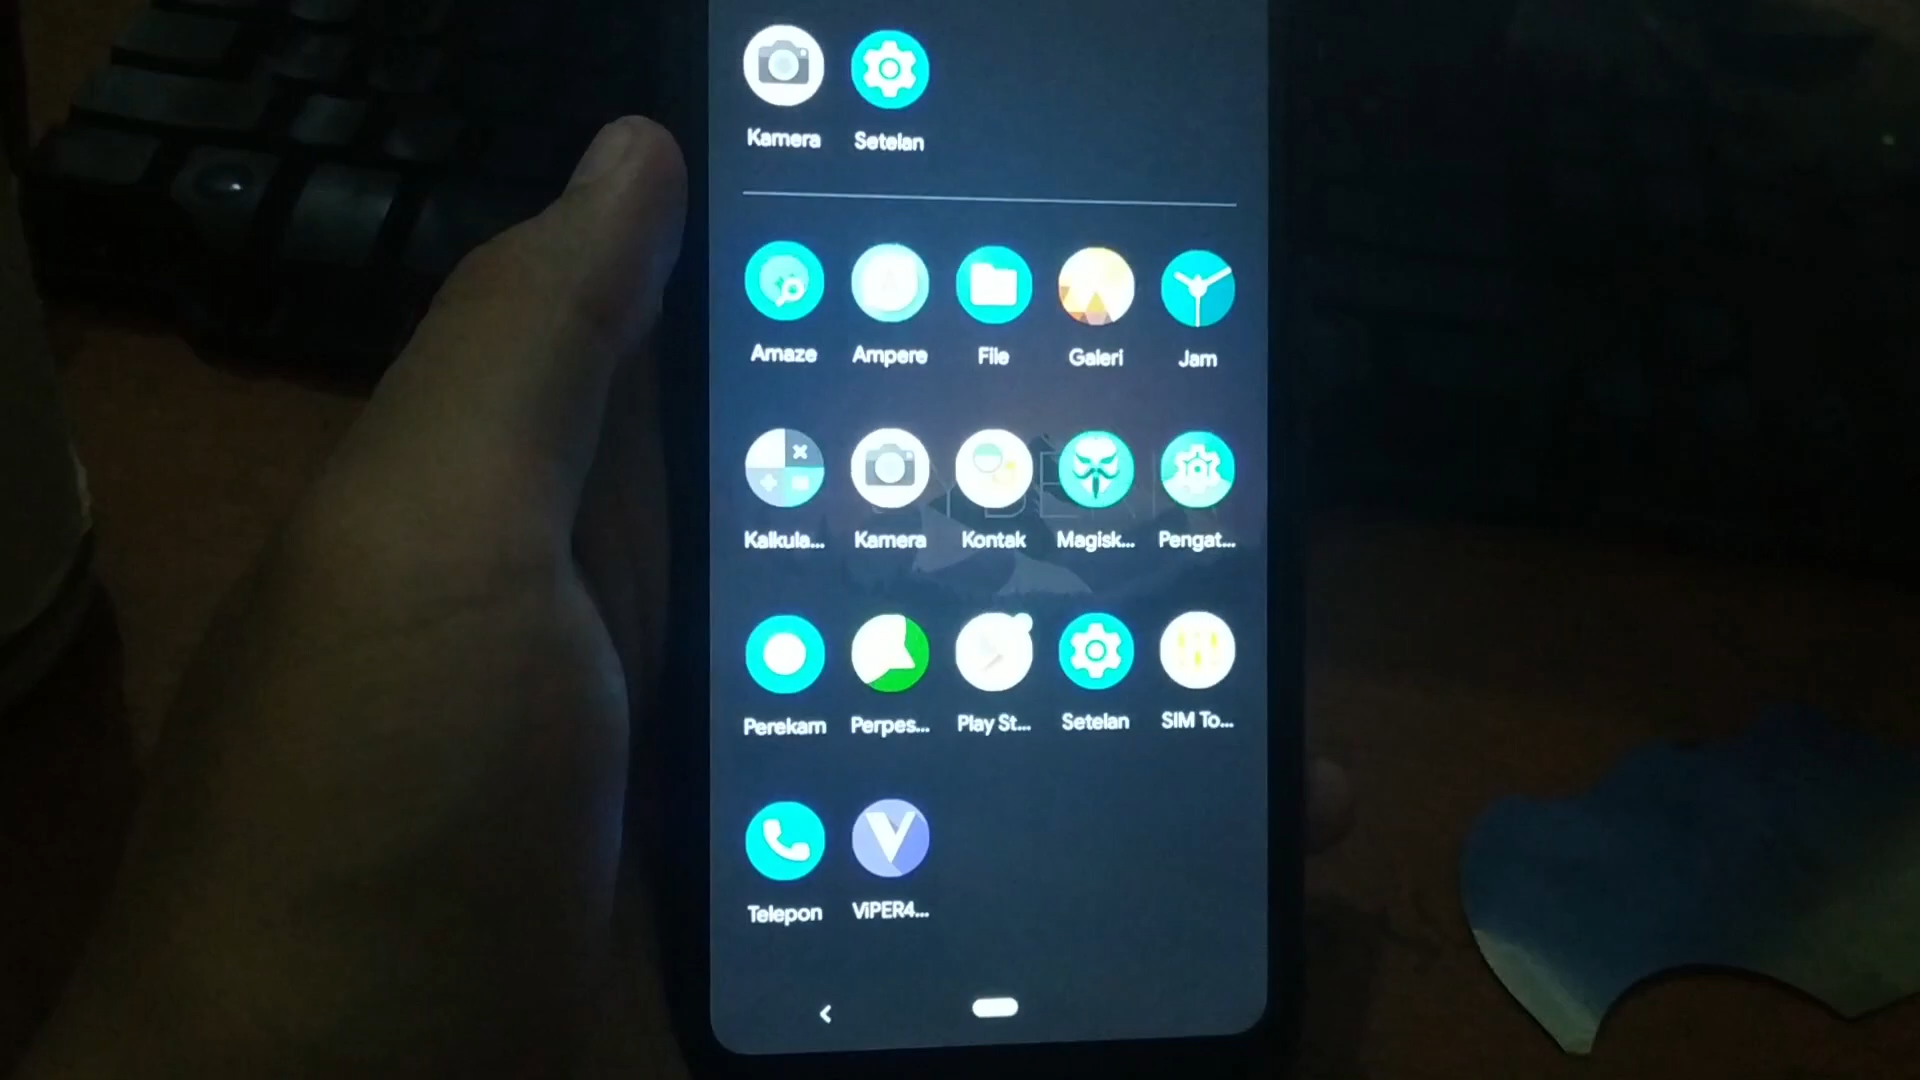 Kamera Setelan
Amaze Ampere File Galeri Jam
Kalkula... Kamera Kontak Magisk... Pengat...
Perekam Perpes... Play St... Setelan SIM To...
Telepon ViPER4...